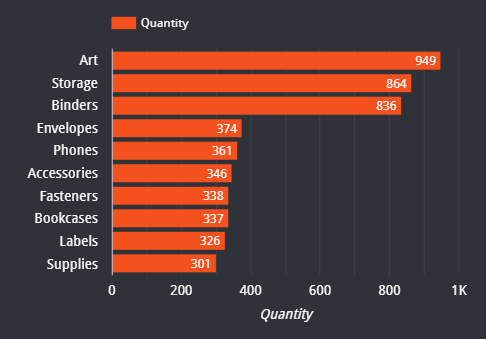 Quantity
Art 949
Storage 864
Binders 836
Envelopes 374
Phones 361
Accessories 346
Fasteners 338
Bookcases 337
Labels 326
Supplies 301
0 200 400 600 800 1K
Quantity